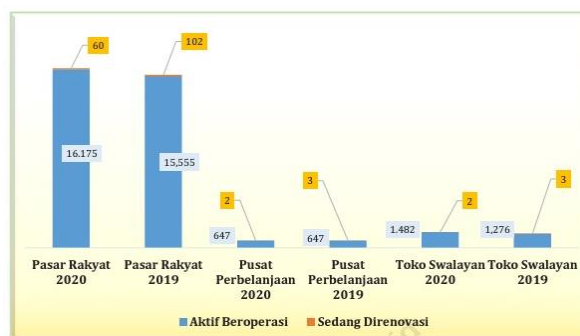 60
102
16.175
15,555
2
3
2
3
647
647
1.482
1,276
Pasar Rakyat
2020
Pasar Rakyat
2019
Pusat
Perbelanjaan
2020
Pusat
Perbelanjaan
2019
Toko Swalayan
2020
Toko Swalayan
2019
Aktif Beroperasi
Sedang Direnovasi